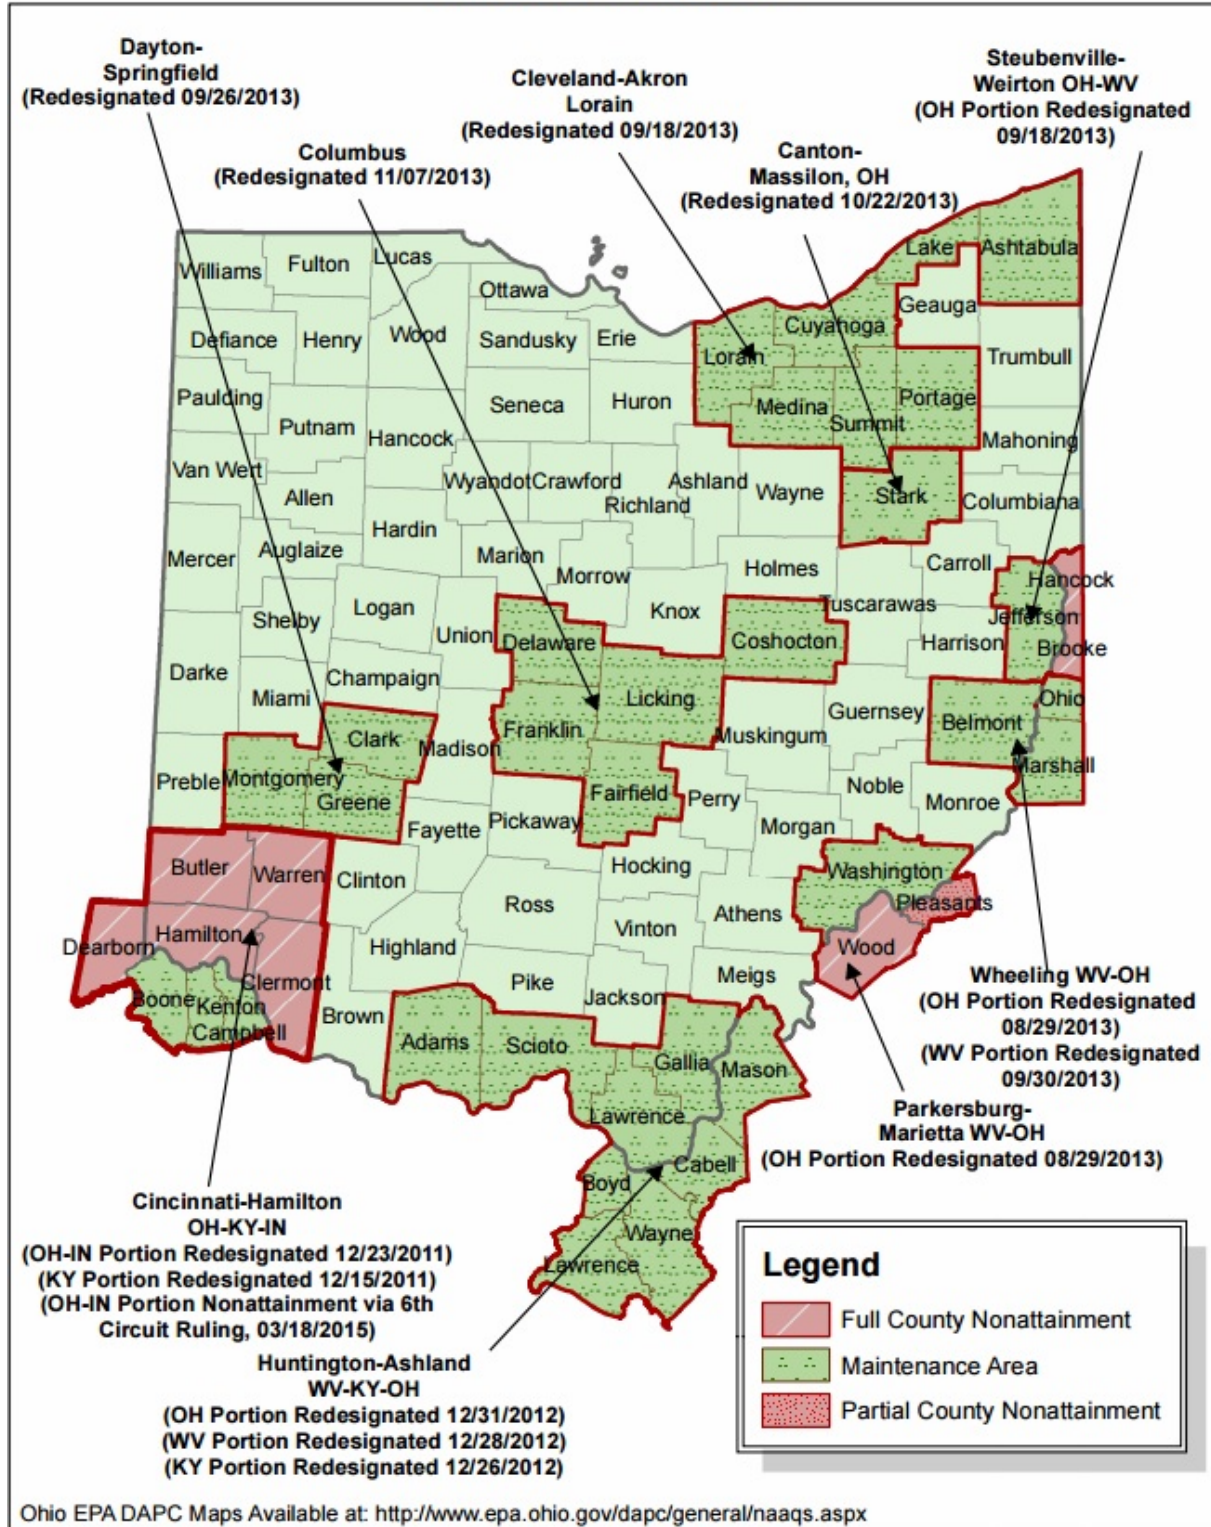 Dayton-
Springfield
(Redesignated 09/26/2013)
Columbus
(Redesignated 11/07/2013)
Cleveland-Akron
Lorain
(Redesignated 09/18/2013)
Canton-
Massilon, OH
(Redesignated 10/22/2013)
Steubenville-
Weirton OH-WV
(OH Portion Redesignated
09/18/2013)
Williams
Fulton
Lucas
Ottawa
Lake
Ashtabula
Geauga
Defiance
Henry
Wood
Sandusky
Erie
Lorain
Cuyahoga
Trumbull
Paulding
Putnam
Hancock
Seneca
Huron
Medina
Summit
Portage
Mahoning
Van Wert
Allen
Wyandot
Crawford
Richland
Ashland
Wayne
Stark
Columbiana
Mercer
Auglaize
Hardin
Marion
Morrow
Holmes
Carroll
Hancock
Shelby
Logan
Union
Delaware
Knox
Coshocton
Tuscarawas
Harrison
Jefferson
Brooke
Darke
Miami
Champaign
Licking
Guernsey
Belmont
Ohio
Clark
Madison
Franklin
Muskingum
Marshall
Preble
Montgomery
Greene
Fairfield
Perry
Noble
Monroe
Fayette
Pickaway
Morgan
Butler
Warren
Clinton
Hocking
Washington
Pleasants
Ross
Athens
Dearborn
Hamilton
Highland
Vinton
Wood
Clermont
Pike
Jackson
Meigs
Boone
Kenton
Campbell
Brown
Adams
Scioto
Gallia
Mason
Lawrence
Cabell
Boyd
Wayne
Lawrence
Wheeling WV-OH
(OH Portion Redesignated
08/29/2013)
(WV Portion Redesignated
09/30/2013)
Parkersburg-
Marietta WV-OH
(OH Portion Redesignated 08/29/2013)
Cincinnati-Hamilton
OH-KY-IN
(OH-IN Portion Redesignated 12/23/2011)
(KY Portion Redesignated 12/15/2011)
(OH-IN Portion Nonattainment via 6th
Circuit Ruling, 03/18/2015)
Huntington-Ashland
WV-KY-OH
(OH Portion Redesignated 12/31/2012)
(WV Portion Redesignated 12/28/2012)
(KY Portion Redesignated 12/26/2012)
Legend
Full County Nonattainment
Maintenance Area
Partial County Nonattainment
Ohio EPA DAPC Maps Available at: http://www.epa.ohio.gov/dapc/general/naaqs.aspx